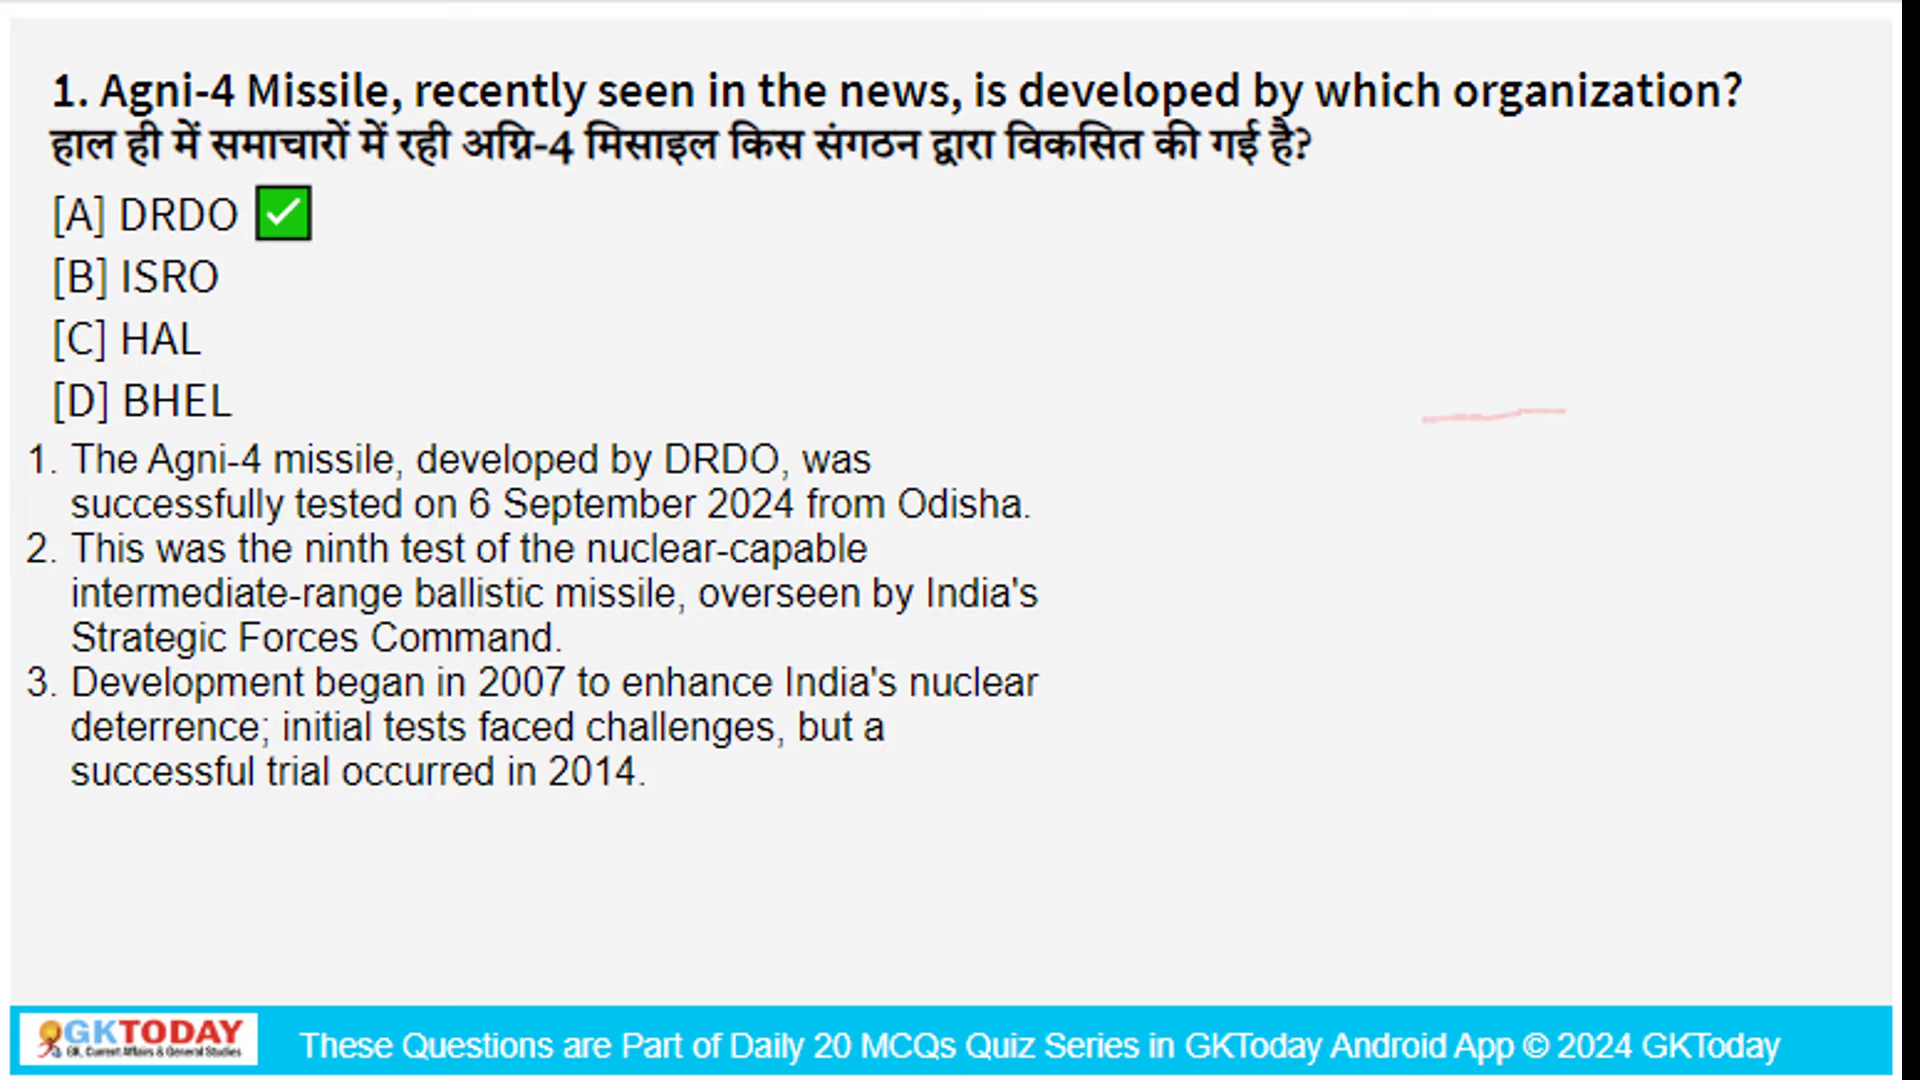 1. Agni-4 Missile, recently seen in the news, is developed by which organization?
हाल ही में समाचारों में रही अग्नि-4 मिसाइल किस संगठन द्वारा विकसित की गई है?
[A] DRDO
[B] ISRO
[C] HAL
[D] BHEL
1. The Agni-4 missile, developed by DRDO, was
successfully tested on 6 September 2024 from Odisha.
2. This was the ninth test of the nuclear-capable
intermediate-range ballistic missile, overseen by India's
Strategic Forces Command.
3. Development began in 2007 to enhance India's nuclear
deterrence; initial tests faced challenges, but a
successful trial occurred in 2014.
GKTODAY
GK, Current Affairs & General Studies
These Questions are Part of Daily 20 MCQs Quiz Series in GKToday Android App © 2024 GKToday